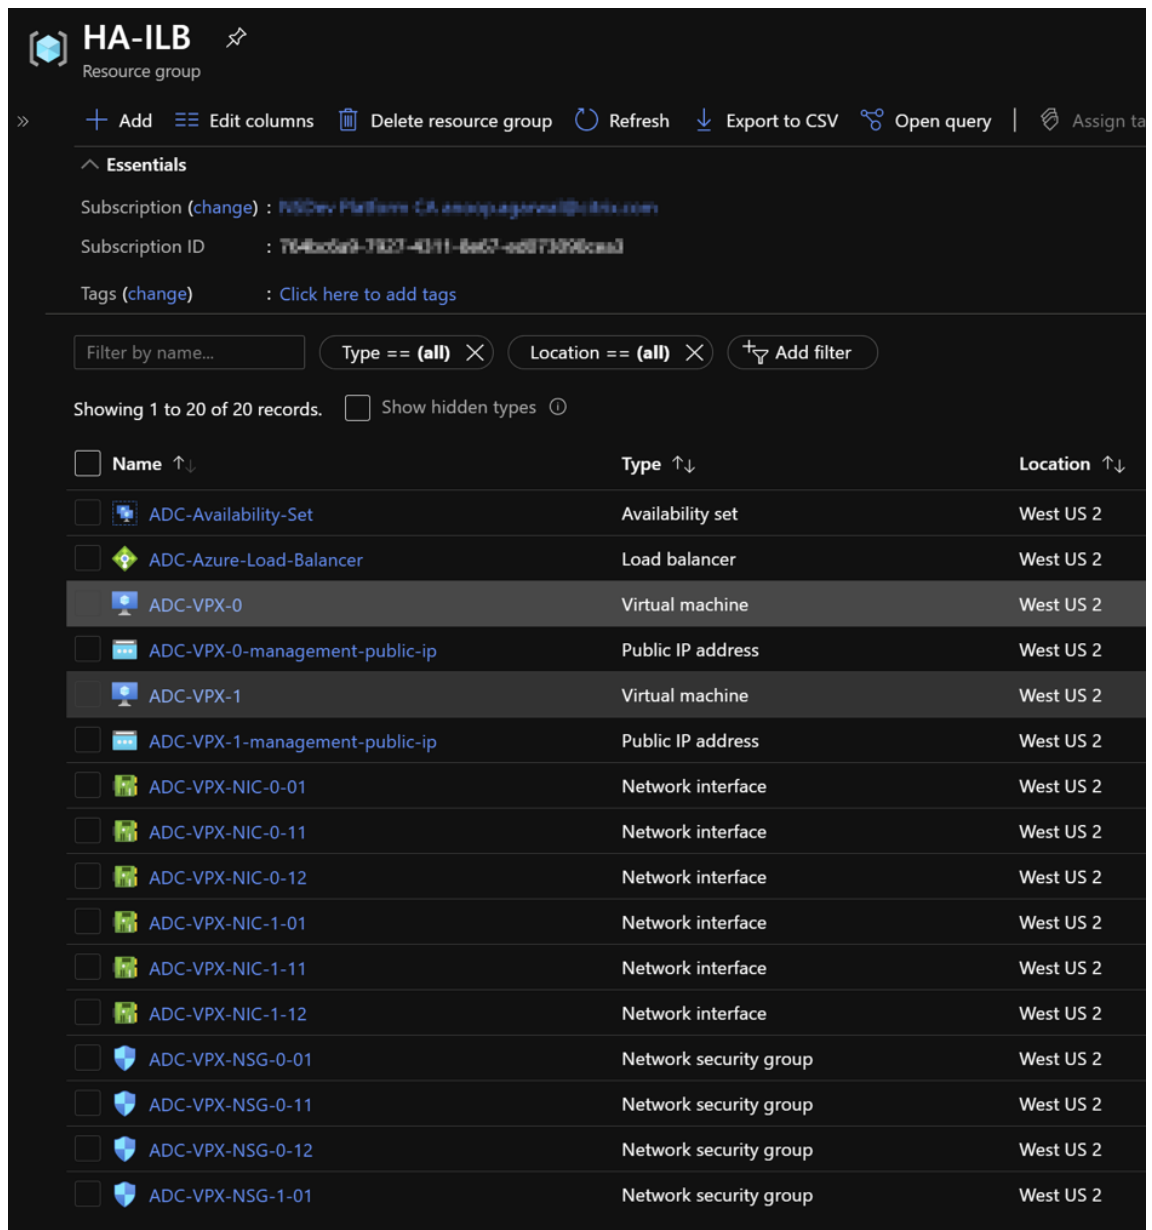 HA-ILB
Resource group
» Add Edit columns Delete resource group Refresh Export to CSV Open query | Assign ta
Essentials
Subscription (change) :
Subscription ID :
Tags (change) : Click here to add tags
Filter by name... Type == (all) Location == (all) Add filter
Showing 1 to 20 of 20 records. Show hidden types
Name ↑↓ Type ↑↓ Location ↑↓
ADC-Availability-Set Availability set West US 2
ADC-Azure-Load-Balancer Load balancer West US 2
ADC-VPX-0 Virtual machine West US 2
ADC-VPX-0-management-public-ip Public IP address West US 2
ADC-VPX-1 Virtual machine West US 2
ADC-VPX-1-management-public-ip Public IP address West US 2
ADC-VPX-NIC-0-01 Network interface West US 2
ADC-VPX-NIC-0-11 Network interface West US 2
ADC-VPX-NIC-0-12 Network interface West US 2
ADC-VPX-NIC-1-01 Network interface West US 2
ADC-VPX-NIC-1-11 Network interface West US 2
ADC-VPX-NIC-1-12 Network interface West US 2
ADC-VPX-NSG-0-01 Network security group West US 2
ADC-VPX-NSG-0-11 Network security group West US 2
ADC-VPX-NSG-0-12 Network security group West US 2
ADC-VPX-NSG-1-01 Network security group West US 2